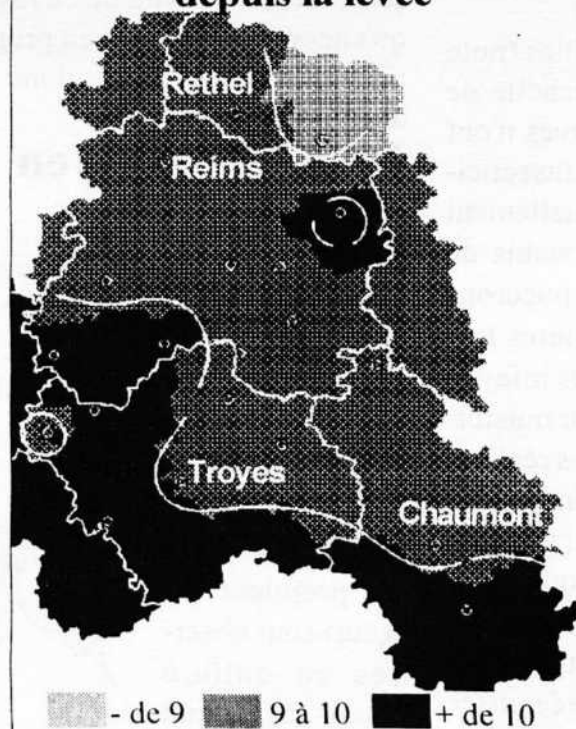 depuis la levée
Rethel
Reims
Troyes
Chaumont
- de 9 9 à 10 + de 10